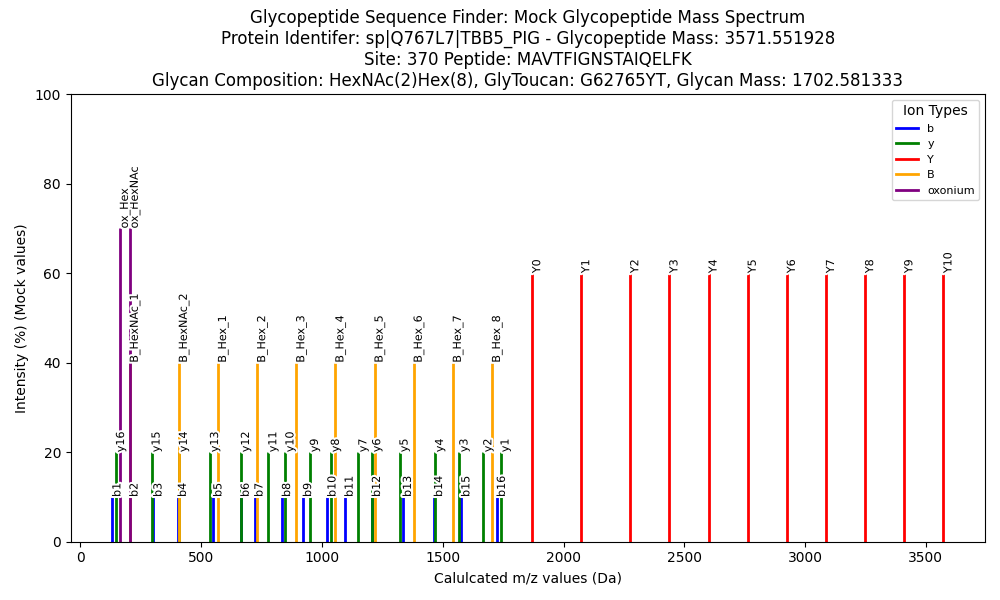 Glycopeptide Sequence Finder: Mock Glycopeptide Mass Spectrum
Protein Identifer: sp|Q767L7|TBB5_PIG - Glycopeptide Mass: 3571.551928
Site: 370 Peptide: MAVTFIGNSTAIQELFK
Glycan Composition: HexNAc(2)Hex(8), GlyToucan: G62765YT, Glycan Mass: 1702.581333
Intensity (%) (Mock values)
100
80
60
40
20
0
Ion Types
b
y
Y
B
oxonium
ox_Hex
ox_HexNAc
Y0
Y1
Y2
Y3
Y4
Y5
Y6
Y7
Y8
Y9
Y10
B_HexNAc_1
B_HexNAc_2
B_Hex_1
B_Hex_2
B_Hex_3
B_Hex_4
B_Hex_5
B_Hex_6
B_Hex_7
B_Hex_8
y16
y15
y14
y13
y12
y11
y10
y9
y8
y7
y6
y5
y4
y3
y2
y1
b1
b2
b3
b4
b5
b6
b7
b8
b9
b10
b11
b12
b13
b14
b15
b16
0
500
1000
1500
2000
2500
3000
3500
Calulcated m/z values (Da)